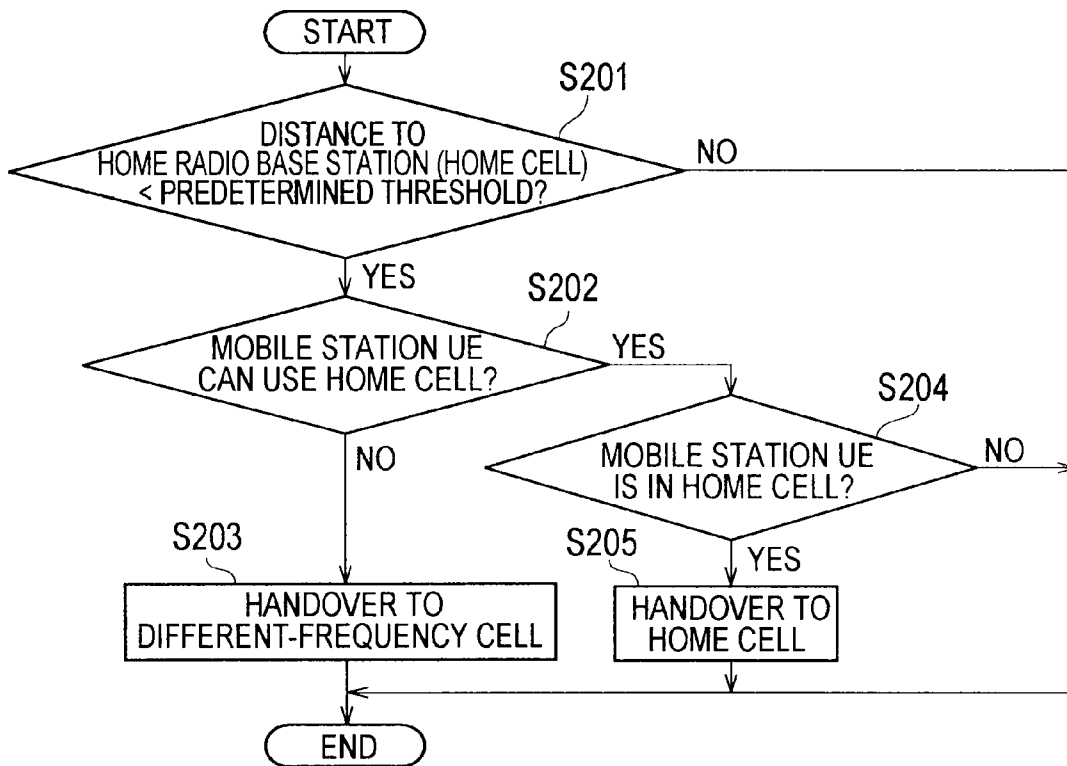 START
S201
DISTANCE TO
HOME RADIO BASE STATION (HOME CELL)
< PREDETERMINED THRESHOLD?
NO
YES
S202
MOBILE STATION UE
CAN USE HOME CELL?
YES
S204
NO
MOBILE STATION UE
IS IN HOME CELL?
NO
S203
S205
YES
HANDOVER TO
DIFFERENT-FREQUENCY CELL
HANDOVER TO
HOME CELL
END